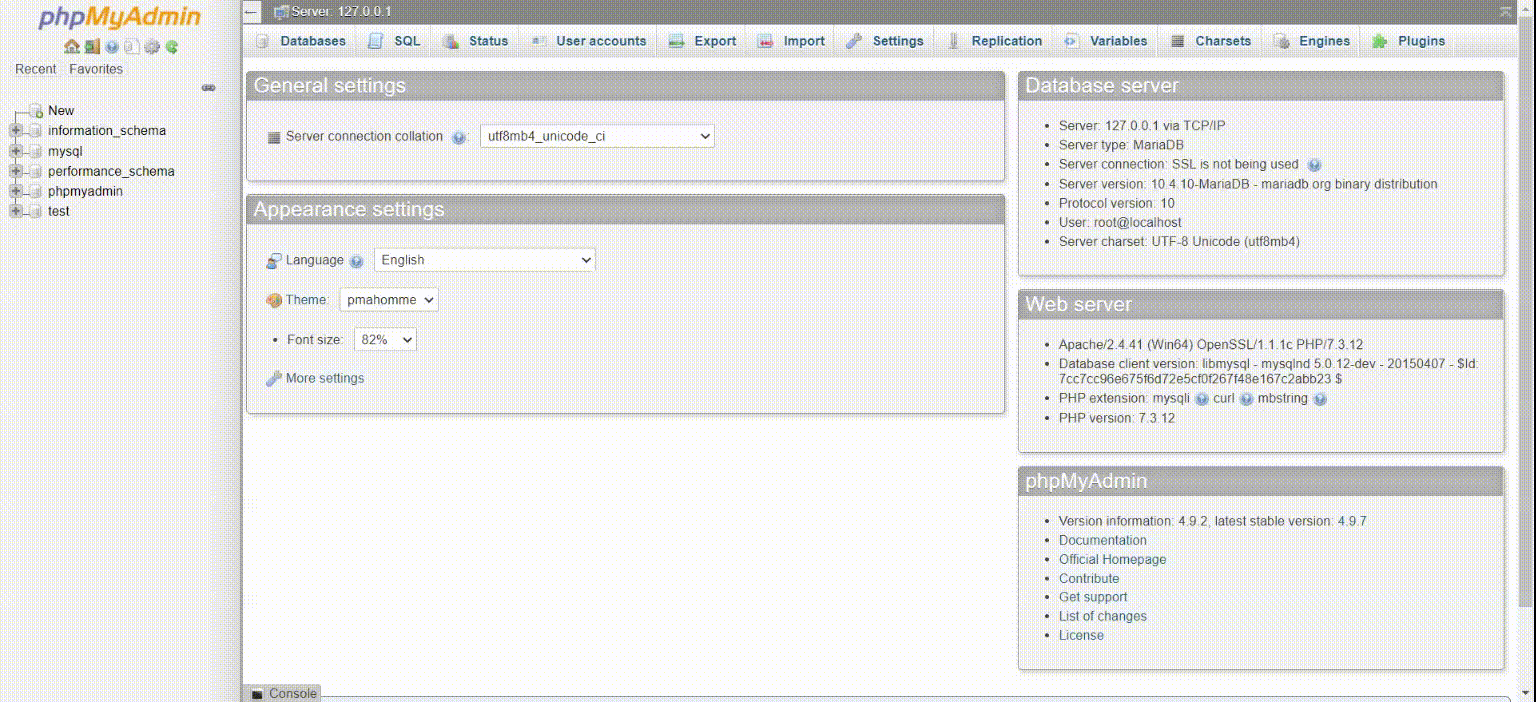 phpMyAdmin
Recent Favorites
New
information_schema
mysql
performance_schema
phpmyadmin
test
Server: 127.0.0.1
Databases SQL Status User accounts Export Import Settings Replication Variables Charsets Engines Plugins
General settings
Server connection collation : utf8mb4_unicode_ci
Appearance settings
Language English
Theme: pmahomme
• Font size: 82%
More settings
Database server
• Server: 127.0.0.1 via TCP/IP
• Server type: MariaDB
• Server connection: SSL is not being used
• Server version: 10.4.10-MariaDB - mariadb.org binary distribution
• Protocol version: 10
• User: root@localhost
• Server charset: UTF-8 Unicode (utf8mb4)
Web server
• Apache/2.4.41 (Win64) OpenSSL/1.1.1c PHP/7.3.12
• Database client version: libmysql - mysqlnd 5.0.12-dev - 20150407 - $Id:
7cc7cc96e675f6d72e5cf0f267f48e167c2abb23 $
• PHP extension: mysqli curl mbstring
• PHP version: 7.3.12
phpMyAdmin
• Version information: 4.9.2, latest stable version: 4.9.7
• Documentation
• Official Homepage
• Contribute
• Get support
• List of changes
• License
Console